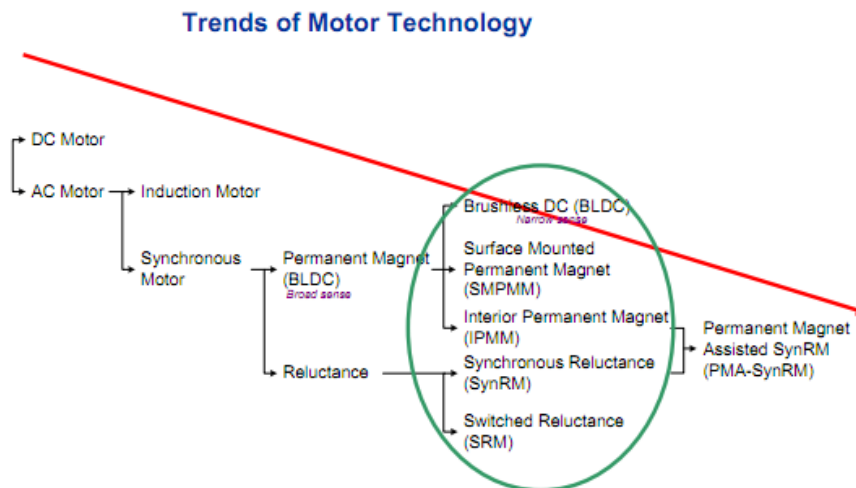 Trends of Motor Technology
DC Motor
AC Motor
Induction Motor
Synchronous
Motor
Permanent Magnet
(BLDC)
Broad sense
Reluctance
Brushless DC (BLDC)
Narrow sense
Surface Mounted
Permanent Magnet
(SMPMM)
Interior Permanent Magnet
(IPMM)
Synchronous Reluctance
(SynRM)
Switched Reluctance
(SRM)
Permanent Magnet
Assisted SynRM
(PMA-SynRM)